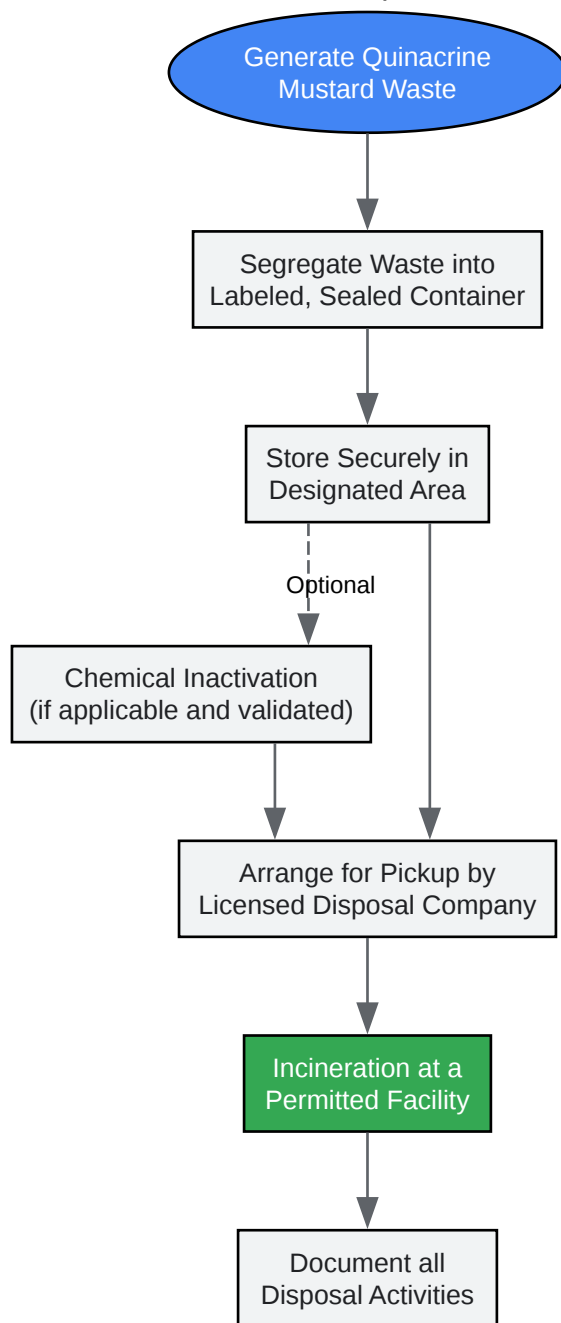 Generate Quinacrine
Mustard Waste
Segregate Waste into
Labeled, Sealed Container
Store Securely in
Designated Area
Optional
Chemical Inactivation
(if applicable and validated)
Arrange for Pickup by
Licensed Disposal Company
Incineration at a
Permitted Facility
Document all
Disposal Activities